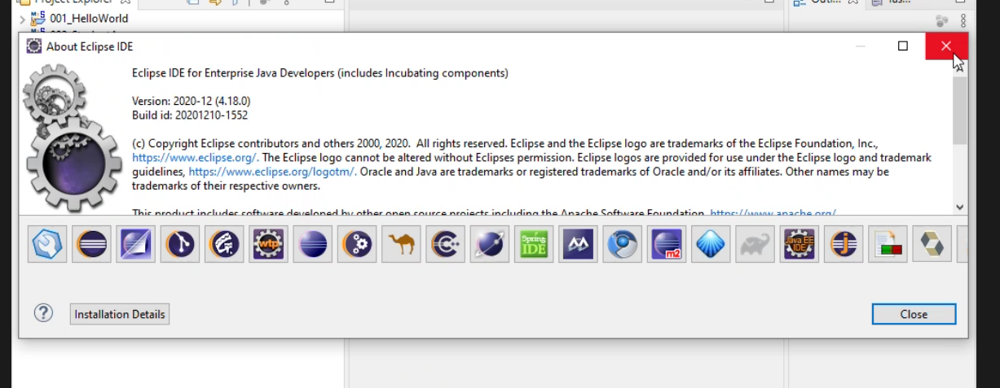 Project Explorer
Outl...
Tas...
001_HelloWorld
About Eclipse IDE
Eclipse IDE for Enterprise Java Developers (includes Incubating components)
Version: 2020-12 (4.18.0)
Build id: 20201210-1552
(c) Copyright Eclipse contributors and others 2000, 2020.  All rights reserved. Eclipse and the Eclipse logo are trademarks of the Eclipse Foundation, Inc.,
https://www.eclipse.org/. The Eclipse logo cannot be altered without Eclipses permission. Eclipse logos are provided for use under the Eclipse logo and trademark
guidelines, https://www.eclipse.org/logotm/. Oracle and Java are trademarks or registered trademarks of Oracle and/or its affiliates. Other names may be
trademarks of their respective owners.
This product includes software developed by other open source projects including the Apache Software Foundation, https://www.apache.org/
wtp
Spring
IDE
m2
Java EE
IDE
j
? Installation Details
Close